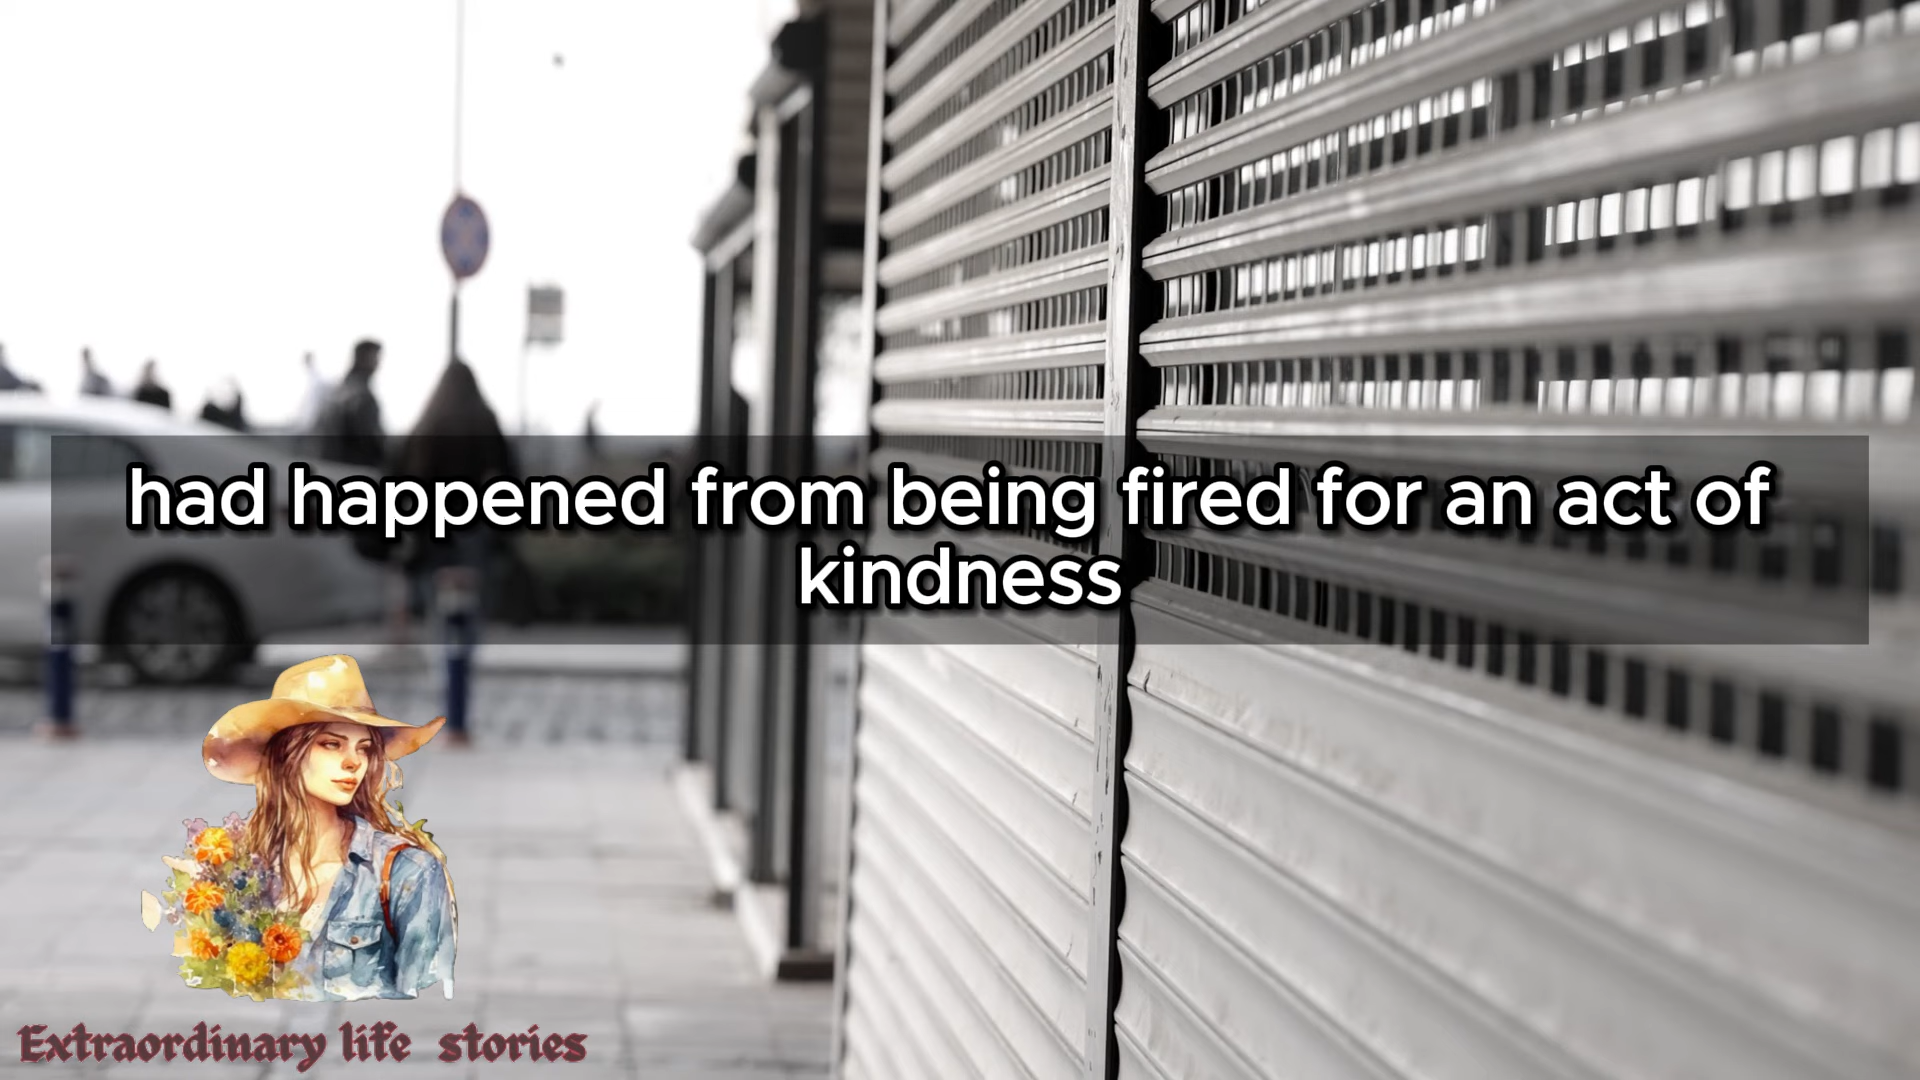 had happened from being fired for an act of
kindness
Extraordinary life stories